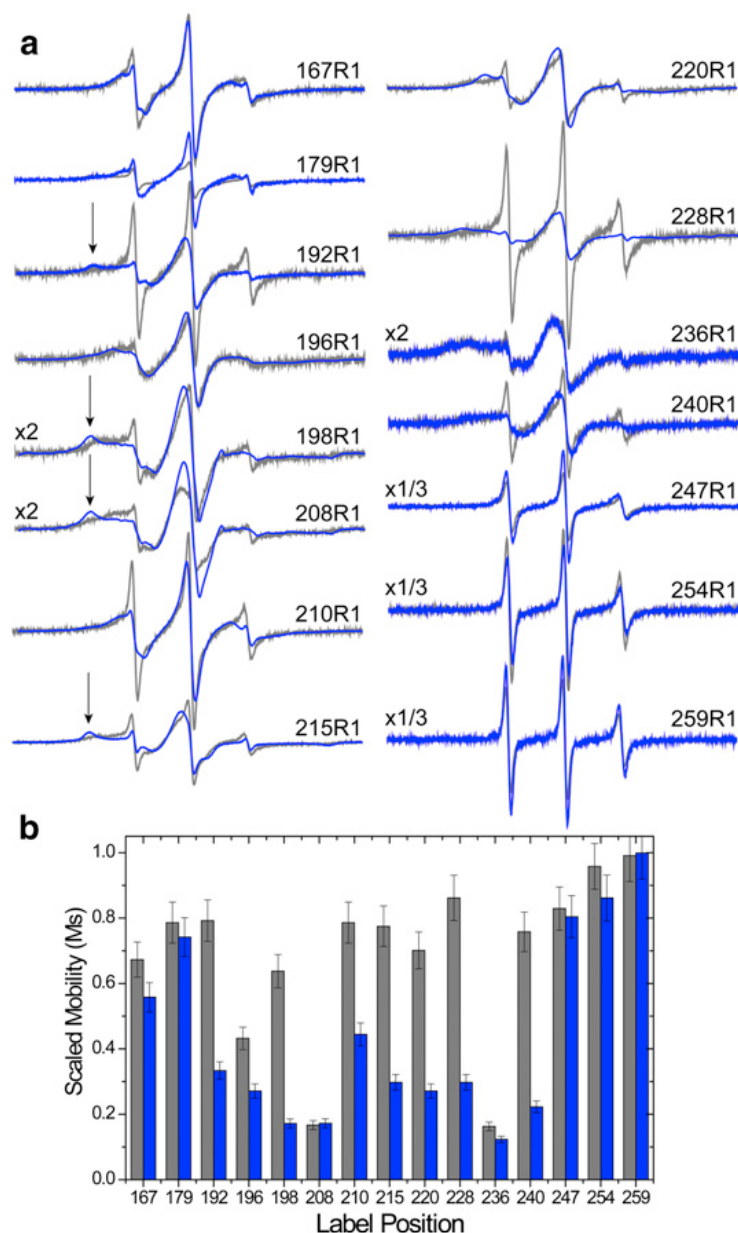 a
167R1
179R1
192R1
196R1
x2
198R1
x2
208R1
210R1
215R1
220R1
228R1
x2
236R1
240R1
x1/3
247R1
x1/3
254R1
x1/3
259R1
b
Scaled Mobility (Ms)
1.0
0.8
0.6
0.4
0.2
0.0
167 179 192 196 198 208 210 215 220 228 236 240 247 254 259
Label Position